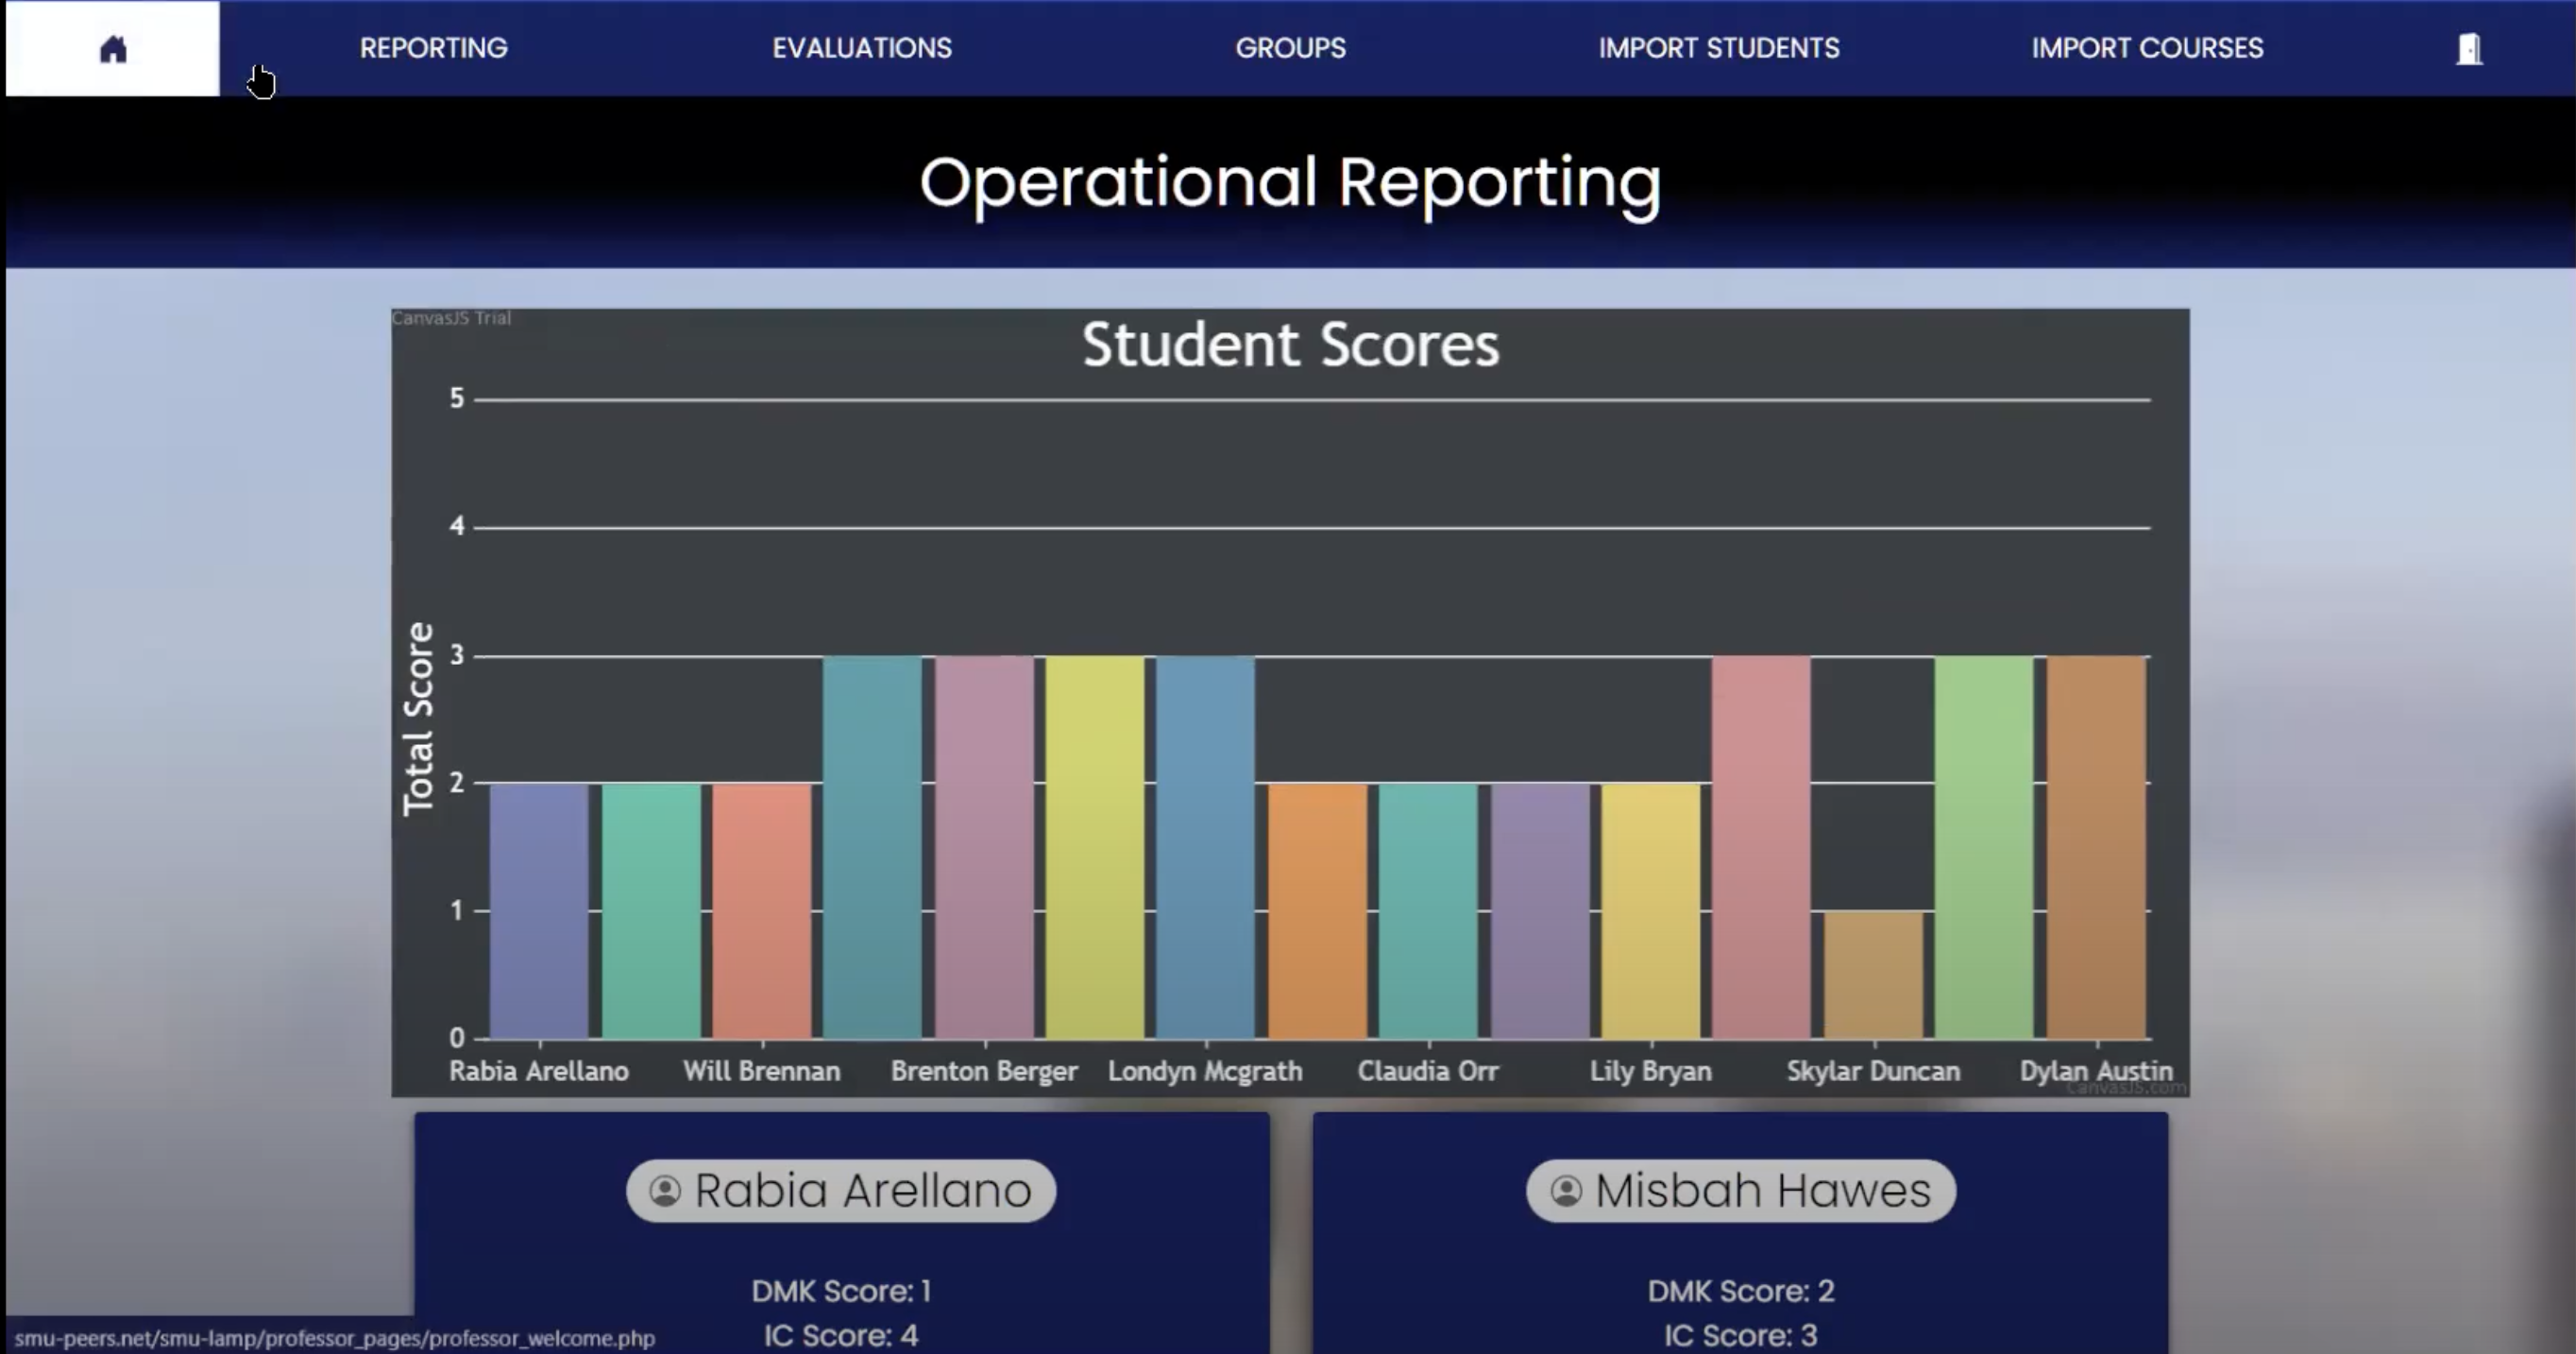 REPORTING EVALUATIONS GROUPS IMPORT STUDENTS IMPORT COURSES
Operational Reporting
CanvasJS Trial
Student Scores
Total Score
5
4
3
2
1
0
Rabia Arellano Will Brennan Brenton Berger Londyn Mcgrath Claudia Orr Lily Bryan Skylar Duncan Dylan Austin
CanvasJS.com
Rabia Arellano
DMK Score: 1
IC Score: 4
Misbah Hawes
DMK Score: 2
IC Score: 3
smu-peers.net/smu-lamp/professor_pages/professor_welcome.php